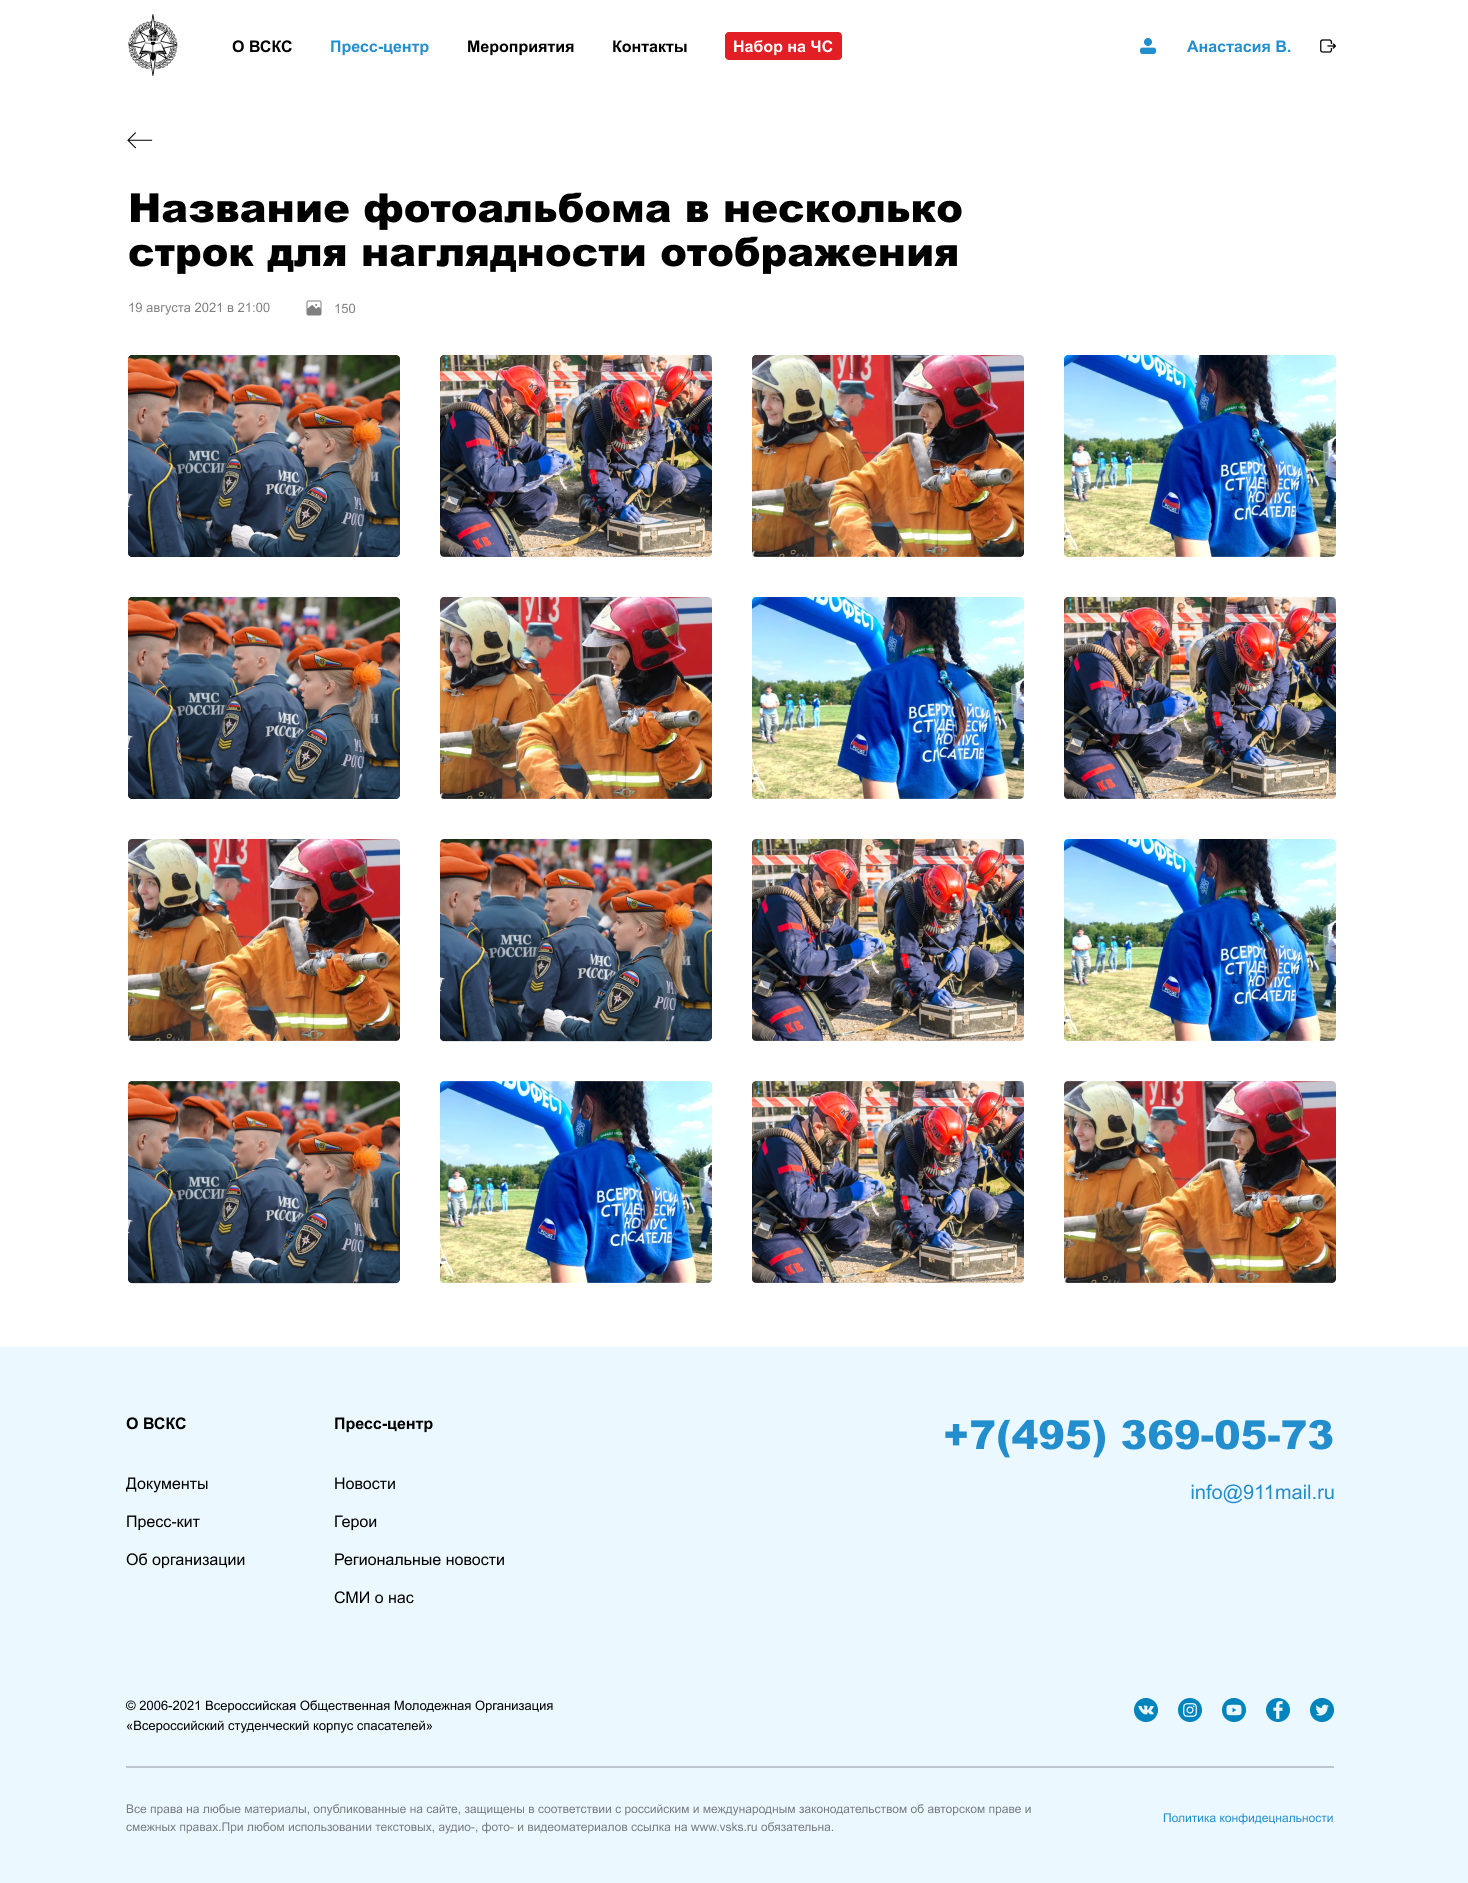 О ВСКС
Пресс-центр
Мероприятия
Контакты
Набор на ЧС
Анастасия В.
Название фотоальбома в несколько
строк для наглядности отображения
19 августа 2021 в 21:00
150
О ВСКС
Пресс-центр
+7(495) 369-05-73
info@911mail.ru
Документы
Новости
Пресс-кит
Герои
Об организации
Региональные новости
СМИ о нас
© 2006-2021 Всероссийская Общественная Молодежная Организация
«Всероссийский студенческий корпус спасателей»
Все права на любые материалы, опубликованные на сайте, защищены в соответствии с российским и международным законодательством об авторском праве и
смежных правах.При любом использовании текстовых, аудио-, фото- и видеоматериалов ссылка на www.vsks.ru обязательна.
Политика конфидецнальности